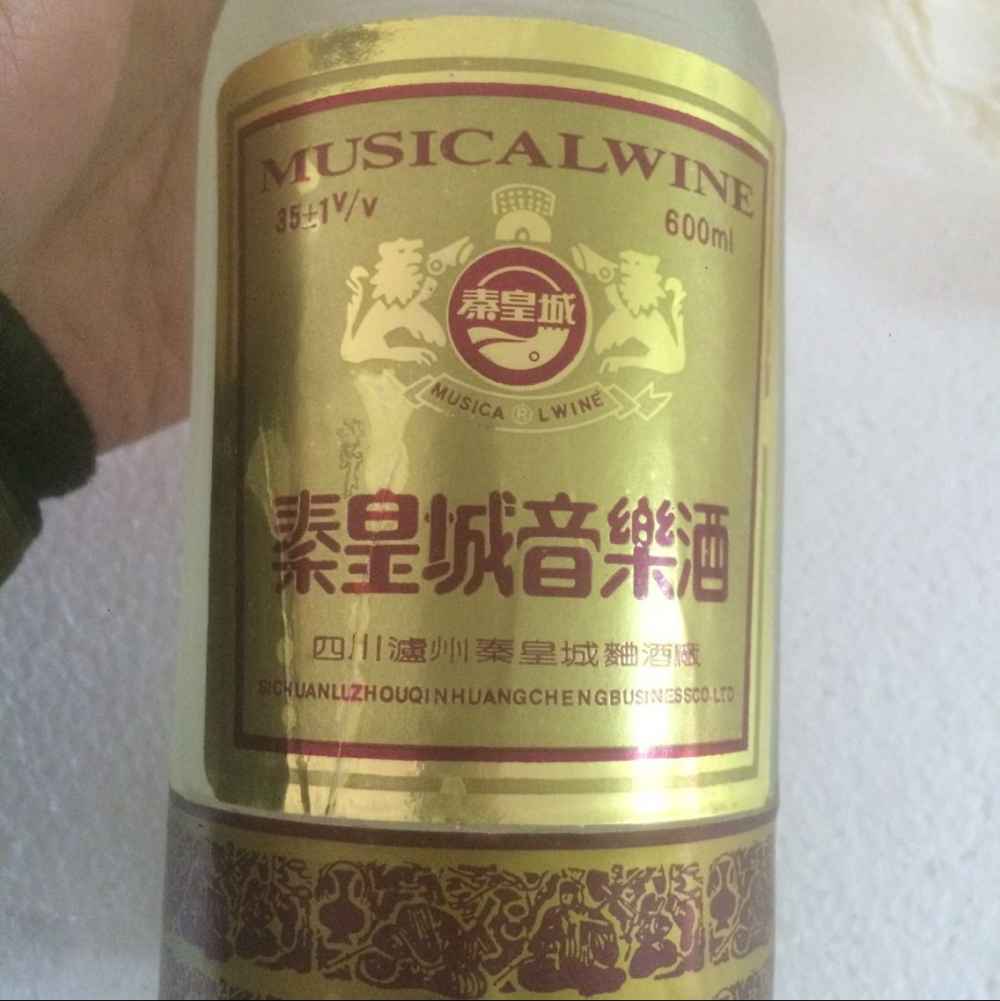 MUSICALWINE
35±1V/V
600ml
秦皇城
MUSICA ® LWINE
秦皇城音樂酒
四川瀘州秦皇城麯酒廠
SICHUANLLZHOUQINHUANGCHENGBUSINESSCO.LTD